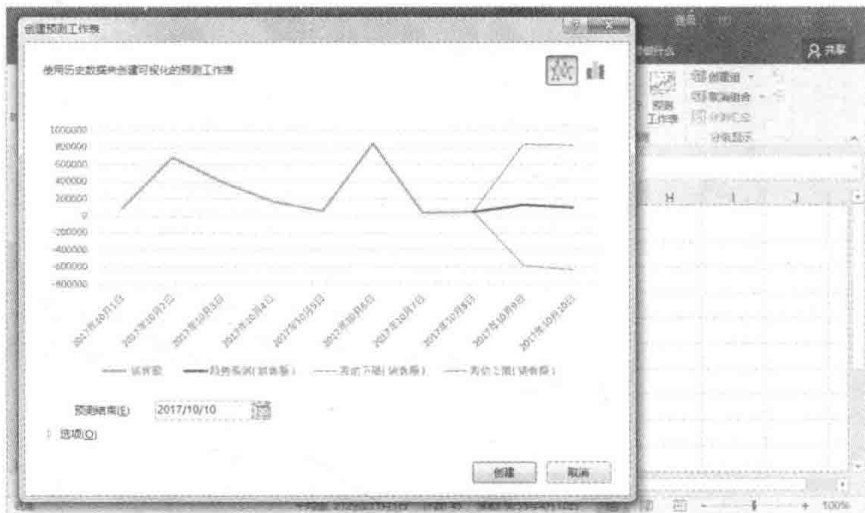 创建预测工作表
登录
共享
使用历史数据来创建可视化的预测工作表
预测
工作表
创建组
取消组合
分类汇总
分级显示
1000000
800000
600000
400000
200000
0
-200000
-400000
-600000
-800000
H
I
J
2017年10月1日
2017年10月2日
2017年10月3日
2017年10月4日
2017年10月5日
2017年10月6日
2017年10月7日
2017年10月8日
2017年10月9日
2017年10月10日
销售额
趋势预测(销售额)
置信下限(销售额)
置信上限(销售额)
预测结束(E)
2017/10/10
选项(O)
创建
取消
100%